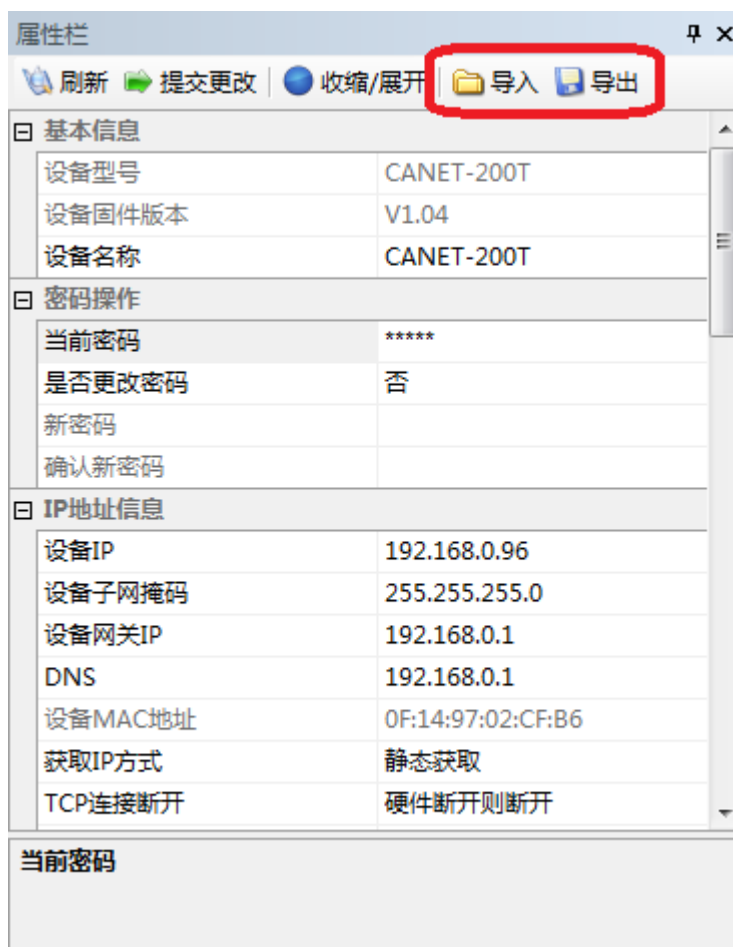 属性栏
刷新 提交更改 收缩/展开 导入 导出
基本信息
设备型号 CANET-200T
设备固件版本 V1.04
设备名称 CANET-200T
密码操作
当前密码 *****
是否更改密码 否
新密码
确认新密码
IP地址信息
设备IP 192.168.0.96
设备子网掩码 255.255.255.0
设备网关IP 192.168.0.1
DNS 192.168.0.1
设备MAC地址 0F:14:97:02:CF:B6
获取IP方式 静态获取
TCP连接断开 硬件断开则断开
当前密码